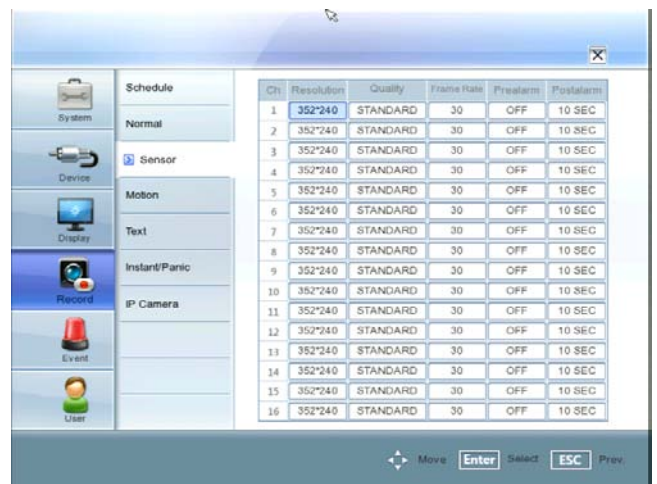 System
Device
Display
Record
Event
User
Schedule
Normal
Sensor
Motion
Text
Instant/Panic
IP Camera
Ch Resolution Quality Frame Rate Prealarm Postalarm
1 352*240 STANDARD 30 OFF 10 SEC
2 352*240 STANDARD 30 OFF 10 SEC
3 352*240 STANDARD 30 OFF 10 SEC
4 352*240 STANDARD 30 OFF 10 SEC
5 352*240 STANDARD 30 OFF 10 SEC
6 352*240 STANDARD 30 OFF 10 SEC
7 352*240 STANDARD 30 OFF 10 SEC
8 352*240 STANDARD 30 OFF 10 SEC
9 352*240 STANDARD 30 OFF 10 SEC
10 352*240 STANDARD 30 OFF 10 SEC
11 352*240 STANDARD 30 OFF 10 SEC
12 352*240 STANDARD 30 OFF 10 SEC
13 352*240 STANDARD 30 OFF 10 SEC
14 352*240 STANDARD 30 OFF 10 SEC
15 352*240 STANDARD 30 OFF 10 SEC
16 352*240 STANDARD 30 OFF 10 SEC
Move Enter Select ESC Prev.